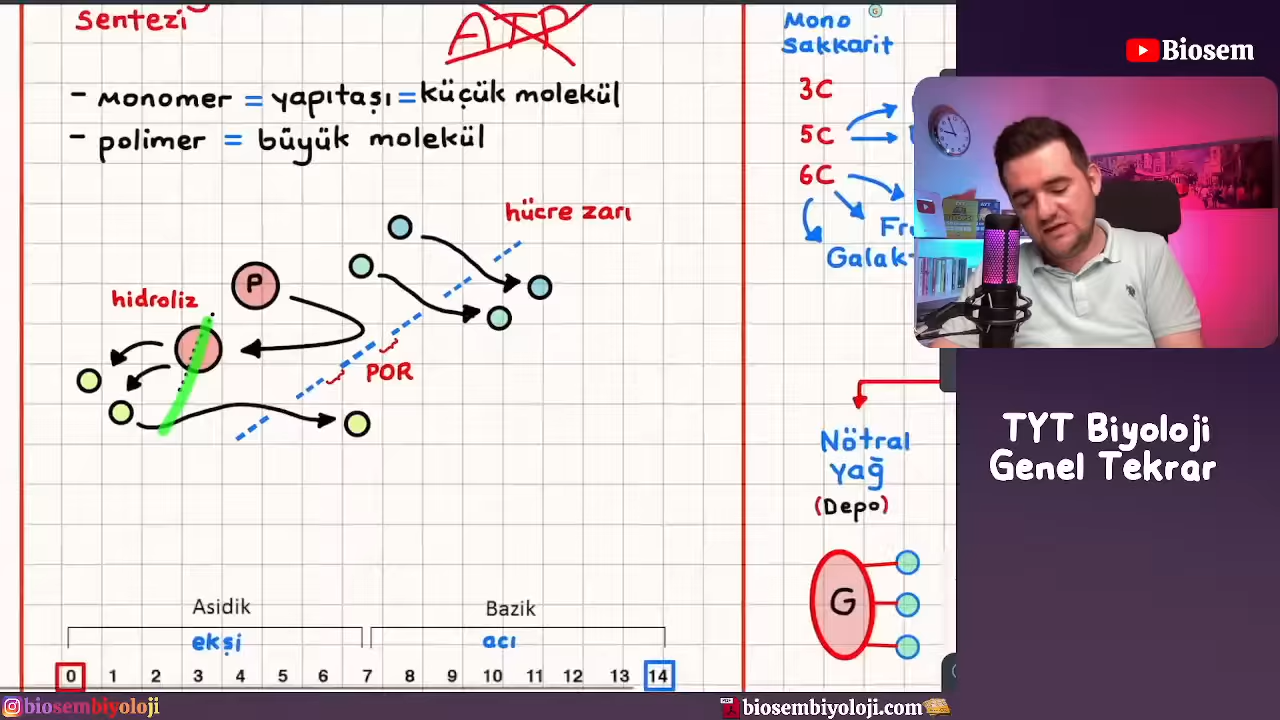 sentezi
ATP
- monomer = yapıtaşı = küçük molekül
- polimer = büyük molekül
hücre zarı
P
hidroliz
POR
Asidik
Bazik
ekşi
acı
0 1 2 3 4 5 6 7 8 9 10 11 12 13 14
Mono
sakkarit
G
3C
5C
6C
Galak
Nötral
yağ
(Depo)
G
Biosem
TYT Biyoloji
Genel Tekrar
biosembiyoloji
biosembiyoloji.com